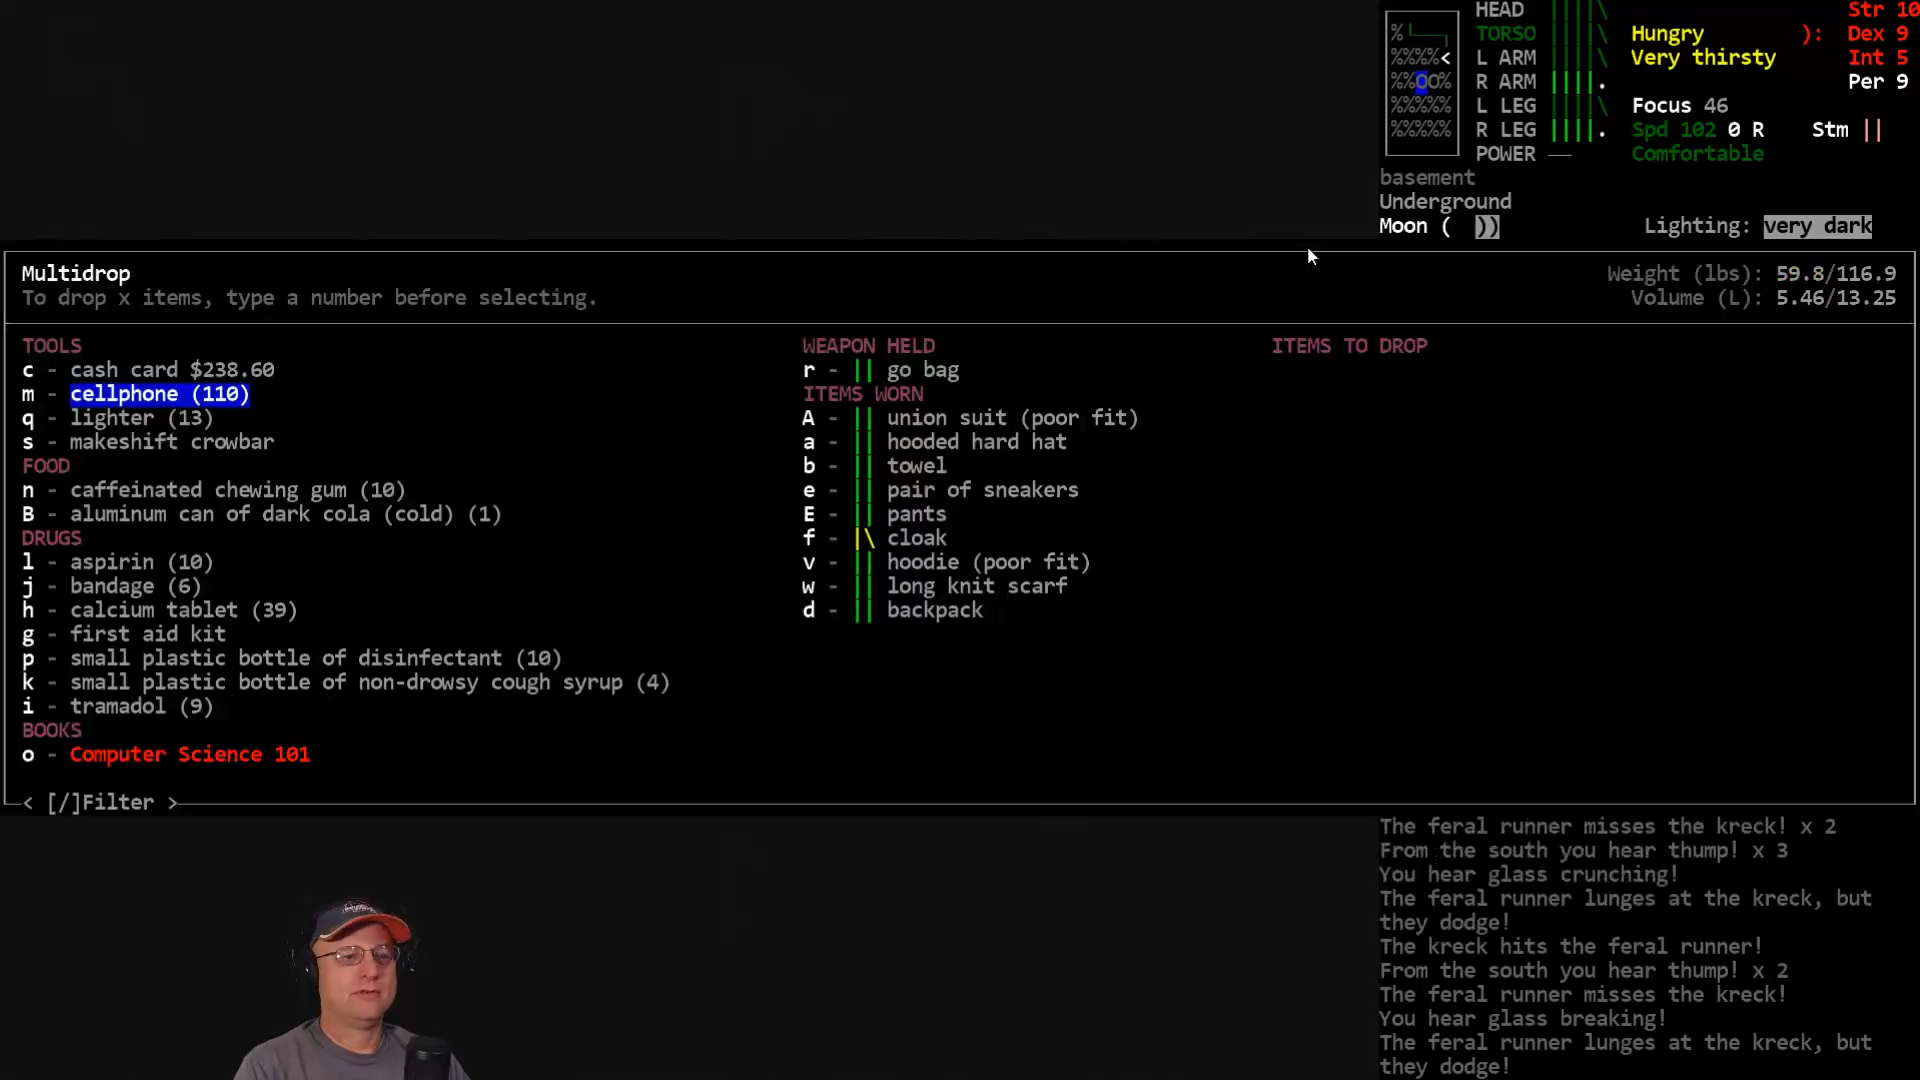 HEAD ||||\ Str 10
TORSO ||||\ Hungry ): Dex 9
L ARM ||||\ Very thirsty Int 5
R ARM ||||. Per 9
L LEG ||||\ Focus 46
R LEG ||||. Spd 102 0 R Stm ||
POWER — Comfortable
%
%%%%<
%%OO%
%%%%%
%%%%%
basement
Underground
Moon ( )) Lighting: very dark
Multidrop Weight (lbs): 59.8/116.9
To drop x items, type a number before selecting. Volume (L): 5.46/13.25
TOOLS
c - cash card $238.60
m - cellphone (110)
q - lighter (13)
s - makeshift crowbar
FOOD
n - caffeinated chewing gum (10)
B - aluminum can of dark cola (cold) (1)
DRUGS
l - aspirin (10)
j - bandage (6)
h - calcium tablet (39)
g - first aid kit
p - small plastic bottle of disinfectant (10)
k - small plastic bottle of non-drowsy cough syrup (4)
i - tramadol (9)
BOOKS
o - Computer Science 101
WEAPON HELD
r - || go bag
ITEMS WORN
A - || union suit (poor fit)
a - || hooded hard hat
b - || towel
e - || pair of sneakers
E - || pants
f - |\ cloak
v - || hoodie (poor fit)
w - || long knit scarf
d - || backpack
ITEMS TO DROP
< [/]Filter >
The feral runner misses the kreck! x 2
From the south you hear thump! x 3
You hear glass crunching!
The feral runner lunges at the kreck, but
they dodge!
The kreck hits the feral runner!
From the south you hear thump! x 2
The feral runner misses the kreck!
You hear glass breaking!
The feral runner lunges at the kreck, but
they dodge!